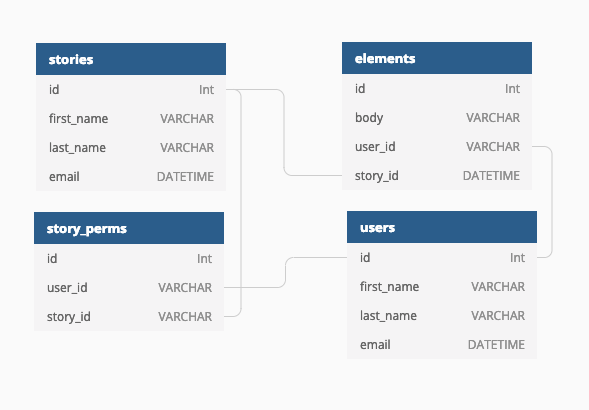 stories
id Int
first_name VARCHAR
last_name VARCHAR
email DATETIME
elements
id Int
body VARCHAR
user_id VARCHAR
story_id DATETIME
story_perms
id Int
user_id VARCHAR
story_id VARCHAR
users
id Int
first_name VARCHAR
last_name VARCHAR
email DATETIME